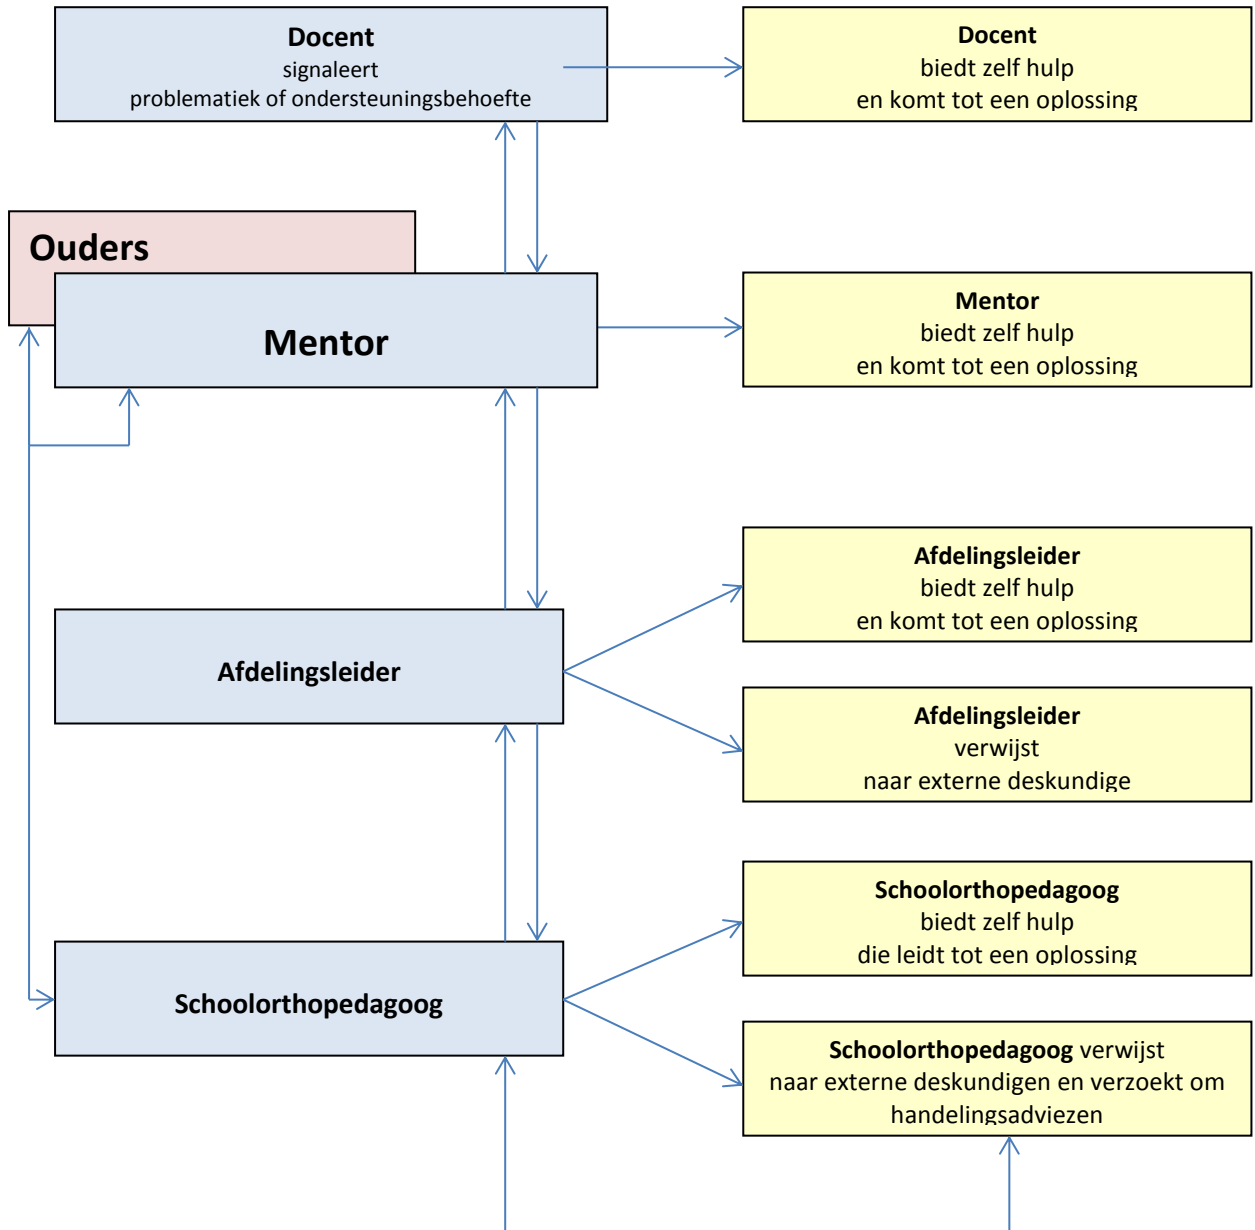 Docent
signaleert
problematiek of ondersteuningsbehoefte
Docent
biedt zelf hulp
en komt tot een oplossing
Ouders
Mentor
Mentor
biedt zelf hulp
en komt tot een oplossing
Afdelingsleider
Afdelingsleider
biedt zelf hulp
en komt tot een oplossing
Afdelingsleider
verwijst
naar externe deskundige
Schoolorthopedagoog
Schoolorthopedagoog
biedt zelf hulp
die leidt tot een oplossing
Schoolorthopedagoog verwijst
naar externe deskundigen en verzoekt om
handelingsadviezen